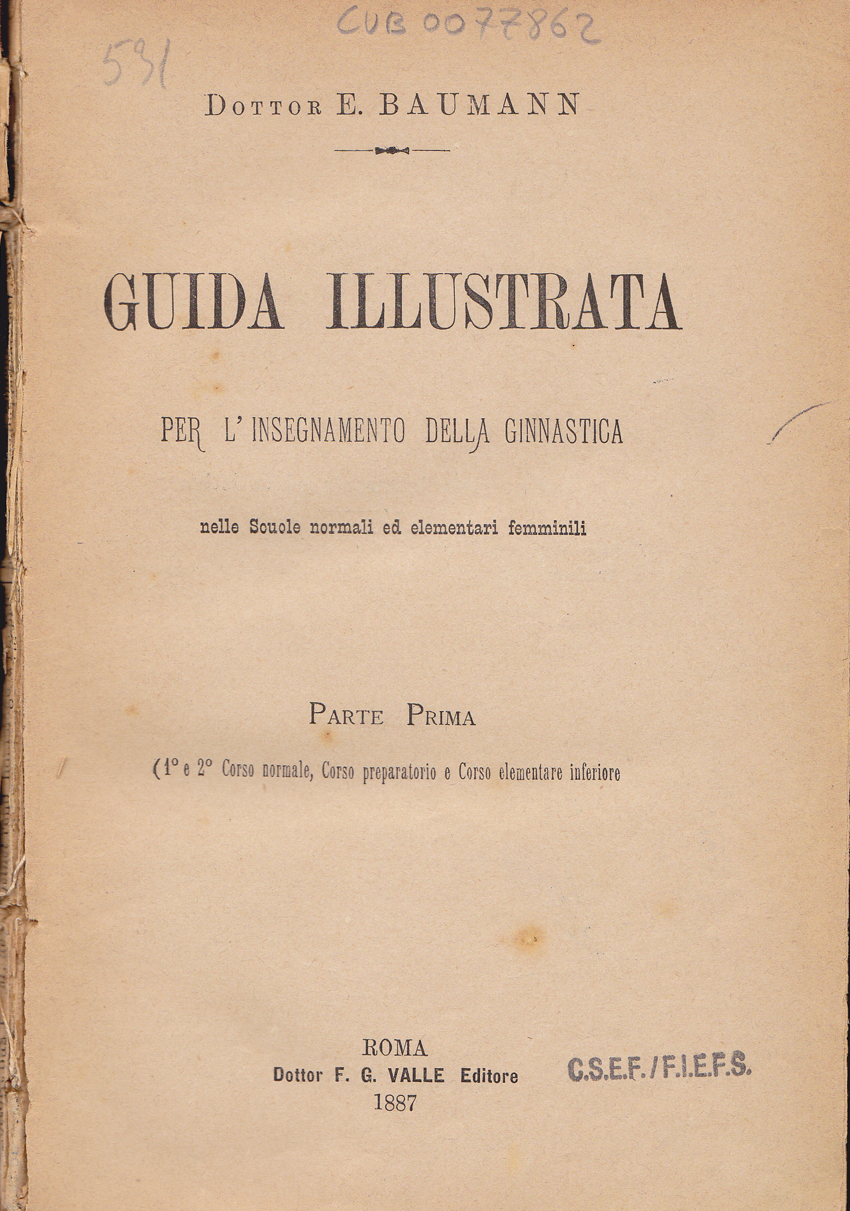 CUB 0077862
531
DOTTOR E. BAUMANN
GUIDA ILLUSTRATA
PER L' INSEGNAMENTO DELLA GINNASTICA
nelle Scuole normali ed elementari femminili
PARTE PRIMA
(1° e 2° Corso normale, Corso preparatorio e Corso elementare inferiore
ROMA
Dottor F. G. VALLE Editore
1887
C.S.E.F. / F.I.E.F.S.